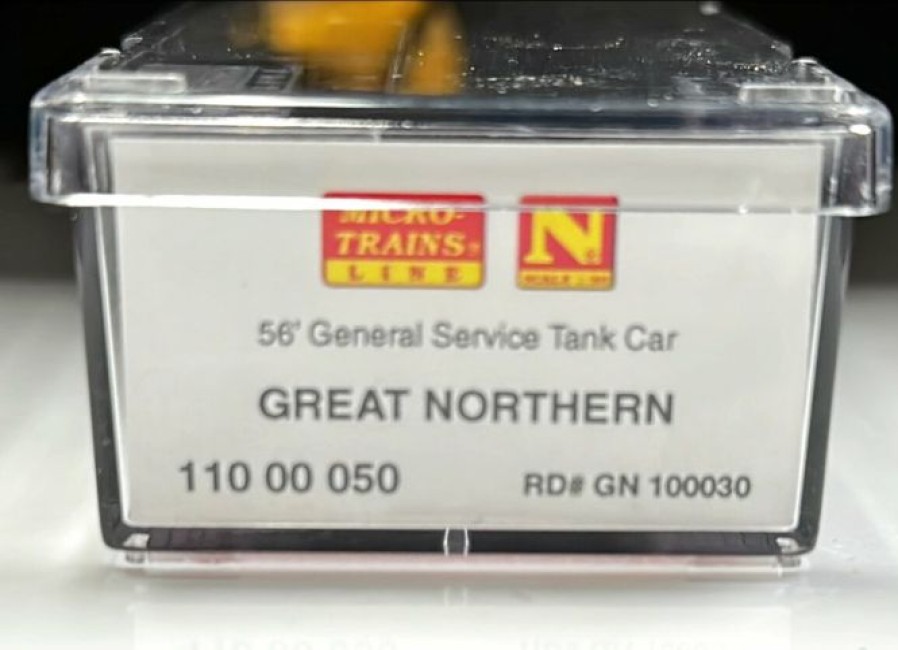 MICRO-
TRAINS®
LINE
N
56' General Service Tank Car
GREAT NORTHERN
110 00 050 RD# GN 100030